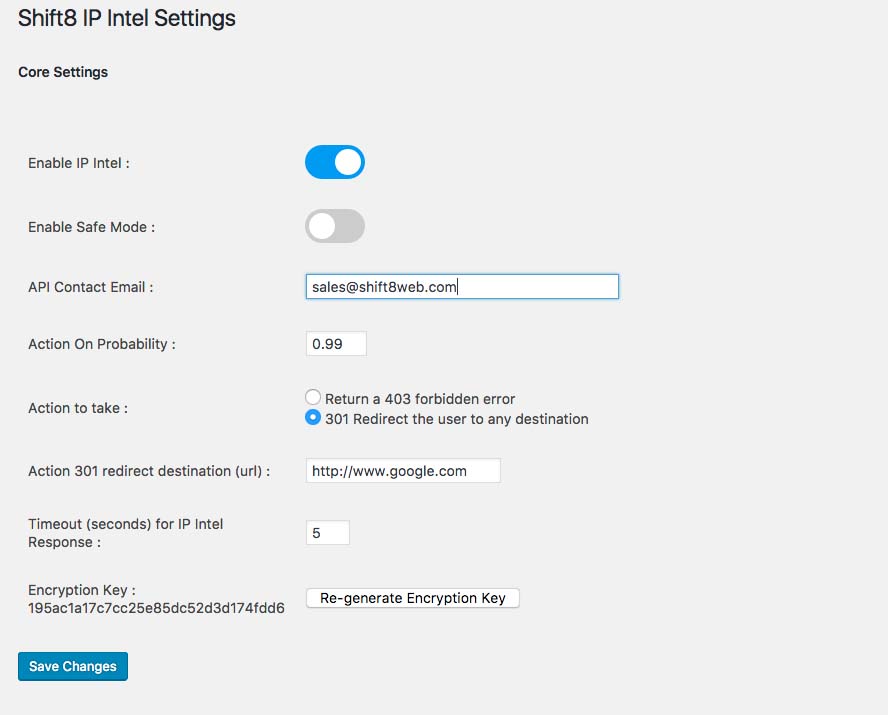 Shift8 IP Intel Settings
Core Settings
Enable IP Intel :
Enable Safe Mode :
API Contact Email :
sales@shift8web.com
Action On Probability :
0.99
Action to take :
Return a 403 forbidden error
301 Redirect the user to any destination
Action 301 redirect destination (url) :
http://www.google.com
Timeout (seconds) for IP Intel
Response :
5
Encryption Key :
195ac1a17c7cc25e85dc52d3d174fdd6
Re-generate Encryption Key
Save Changes